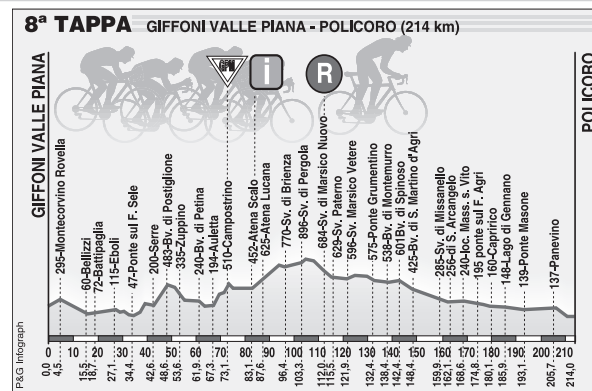 8ª TAPPA GIFFONI VALLE PIANA - POLICORO (214 km)
GPM
i
R
GIFFONI VALLE PIANA
295-Montecorvino Rovella
60-Bellizzi
72-Battipaglia
115-Eboli
47-Ponte sul F. Sele
200-Serre
483-Bv. di Postiglione
335-Zuppino
240-Bv. di Petina
194-Auletta
510-Campostrino
452-Atena Scalo
625-Atena Lucana
770-Sv. di Brienza
896-Sv. di Pergola
684-Sv. di Marsico Nuovo
629-Sv. Paterno
596-Sv. Marsico Vetere
575-Ponte Grumentino
538-Bv. di Montemurro
601Bv. di Spinoso
425-Bv. di S. Martino d'Agri
285-Sv. di Missanello
256-di S. Arcangelo
240-Loc. Mass. s. Vito
195 ponte sul F. Agri
160-Capririco
148-Lago di Gennano
139-Ponte Masone
137-Panevino
POLICORO
0 10 20 30 40 50 60 70 80 90 100 110 120 130 140 150 160 170 180 190 200 210
0,0 4,5 15,5 18,7 27,1 34,4 42,6 48,6 53,6 61,9 67,3 73,1 83,1 87,6 96,4 103,3 112,0 115,5 121,9 132,4 138,4 142,4 148,4 159,9 162,1 168,6 174,8 180,1 185,9 193,1 205,7 214,0
P&G Infograph